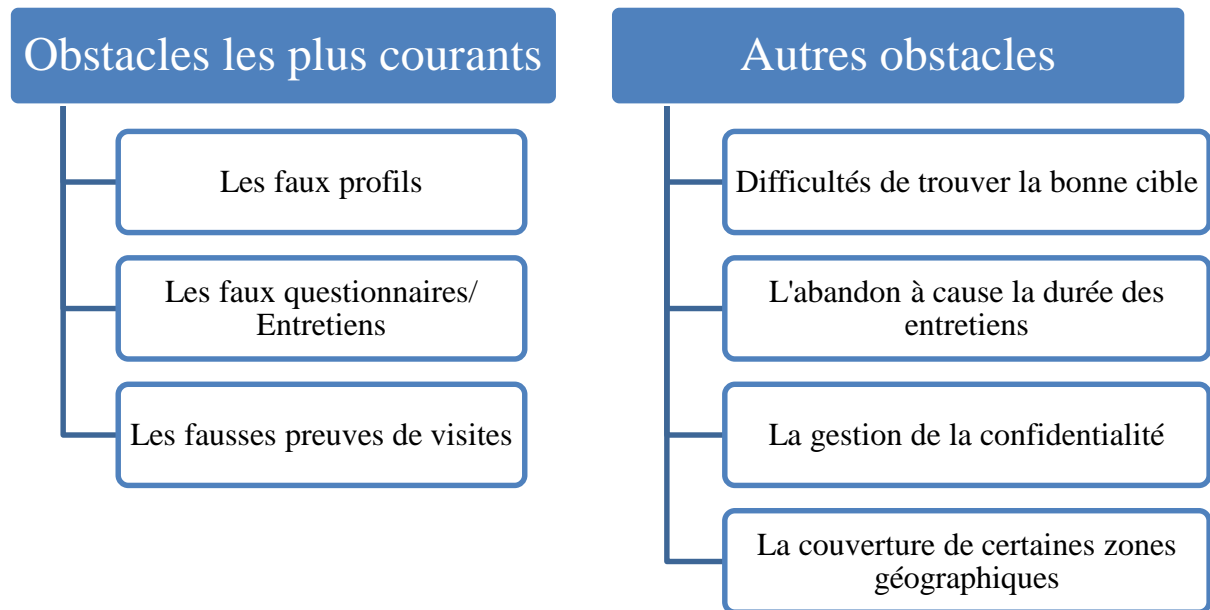 Obstacles les plus courants
Les faux profils
Les faux questionnaires/
Entretiens
Les fausses preuves de visites
Autres obstacles
Difficultés de trouver la bonne cible
L'abandon à cause la durée des
entretiens
La gestion de la confidentialité
La couverture de certaines zones
géographiques